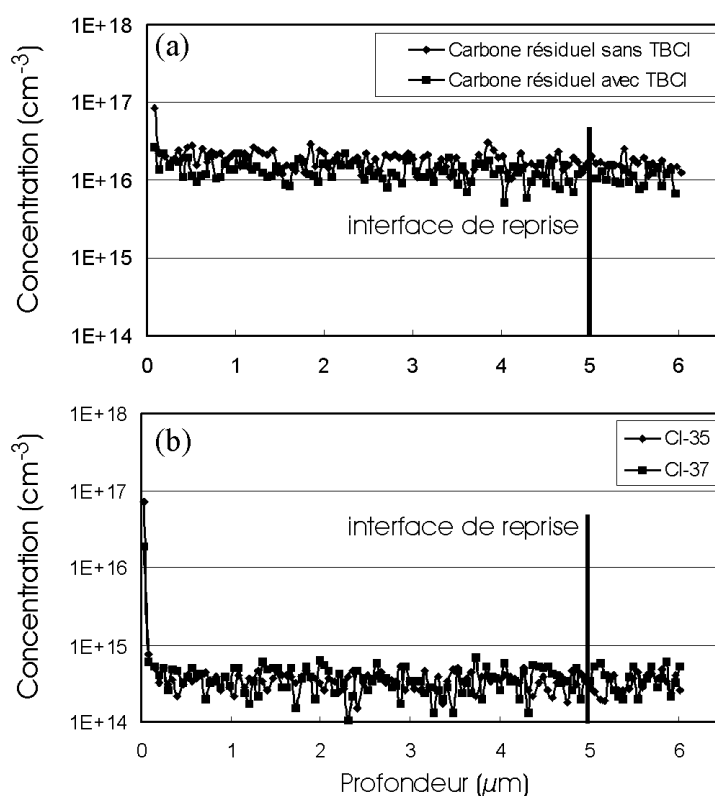 (a)
Carbone résiduel sans TBCl
Carbone résiduel avec TBCl
Concentration (cm-3)
1E+18
1E+17
1E+16
1E+15
1E+14
interface de reprise
0 1 2 3 4 5 6
(b)
Cl-35
Cl-37
Concentration (cm-3)
1E+18
1E+17
1E+16
1E+15
1E+14
interface de reprise
0 1 2 3 4 5 6
Profondeur (µm)